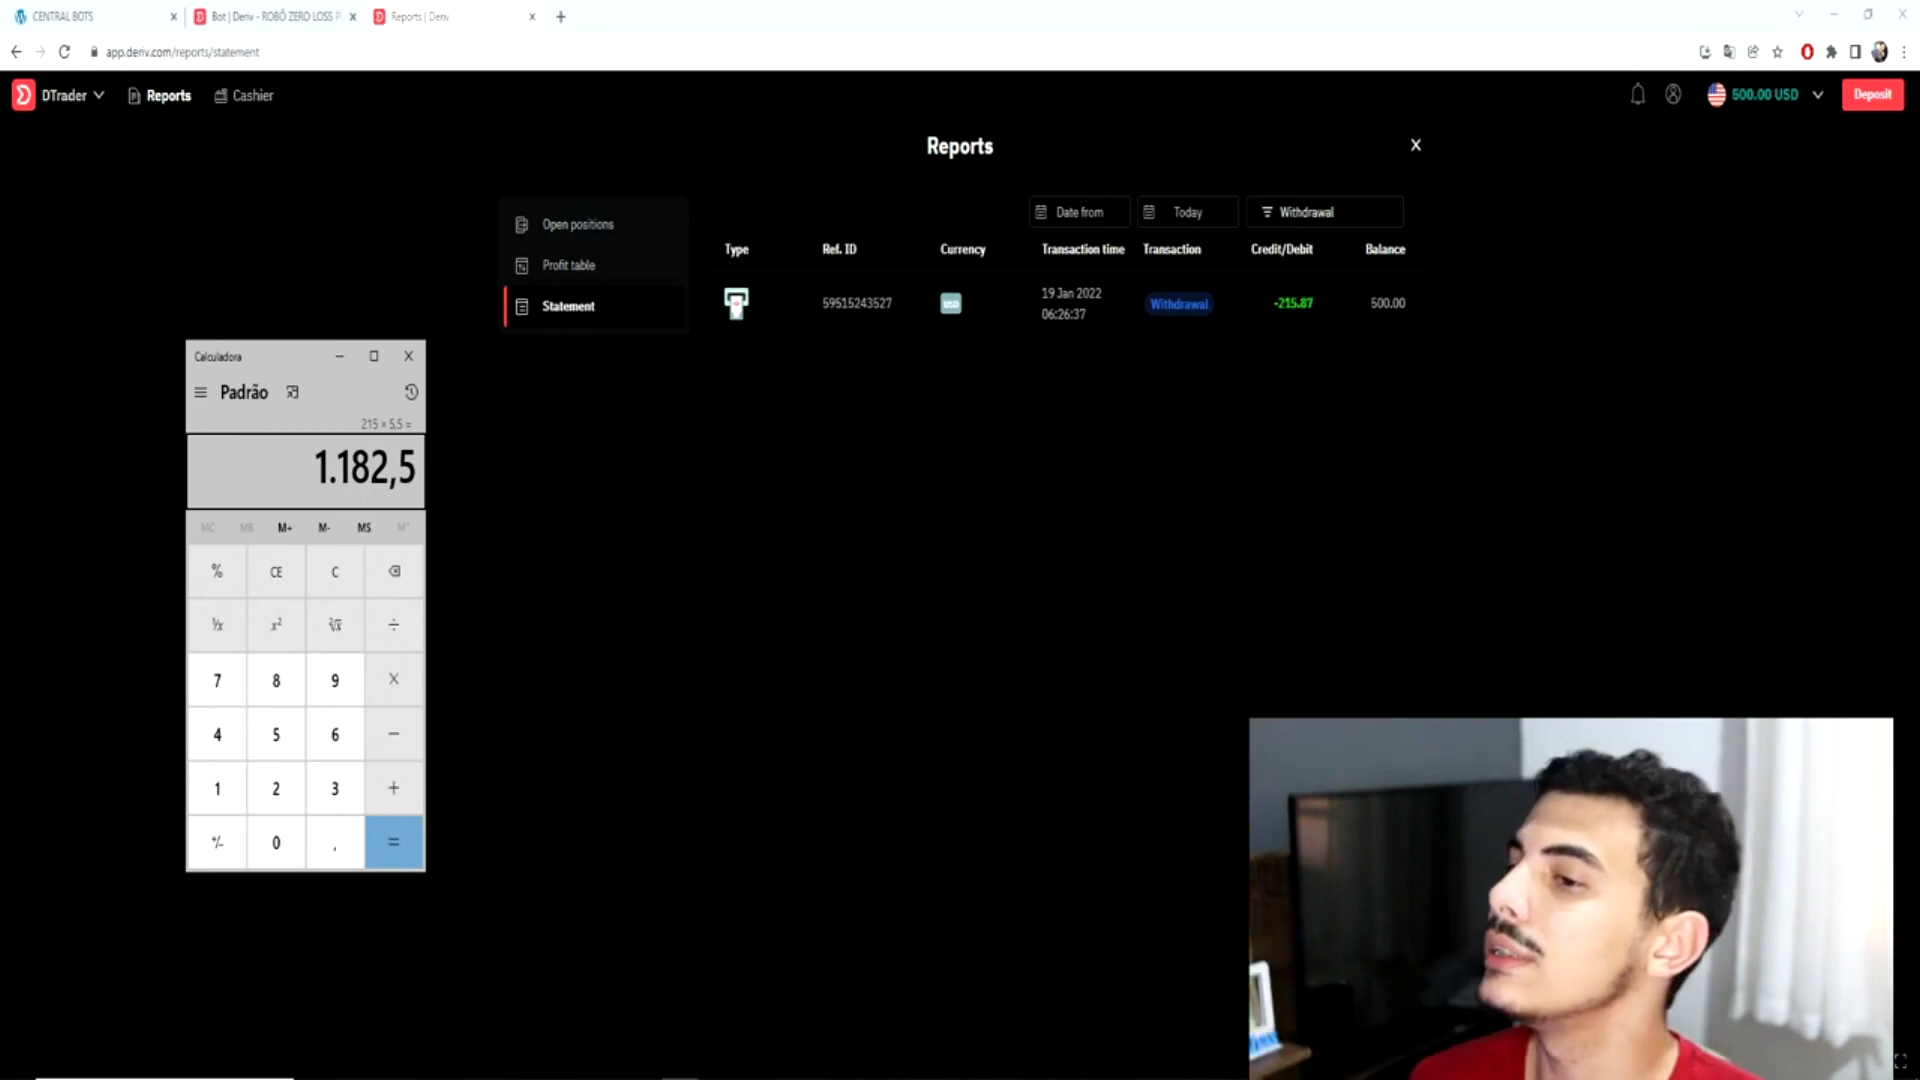 CENTRAL BOTS
Bot | Deriv - ROBÔ ZERO LOSS P
Reports | Deriv
app.deriv.com/reports/statement
DTrader
Reports
Cashier
500.00 USD
Deposit
Reports
X
Open positions
Profit table
Statement
Date from
Today
Withdrawal
Type Ref. ID Currency Transaction time Transaction Credit/Debit Balance
59515243527 USD 19 Jan 2022 Withdrawal -215.87 500.00
06:26:37
Calculadora
Padrão
215 × 5,5 =
1.182,5
MC MR M+ M- MS M˅
% CE C
¹/x x² ²√x ÷
7 8 9 ×
4 5 6 −
1 2 3 +
+/- 0 , =